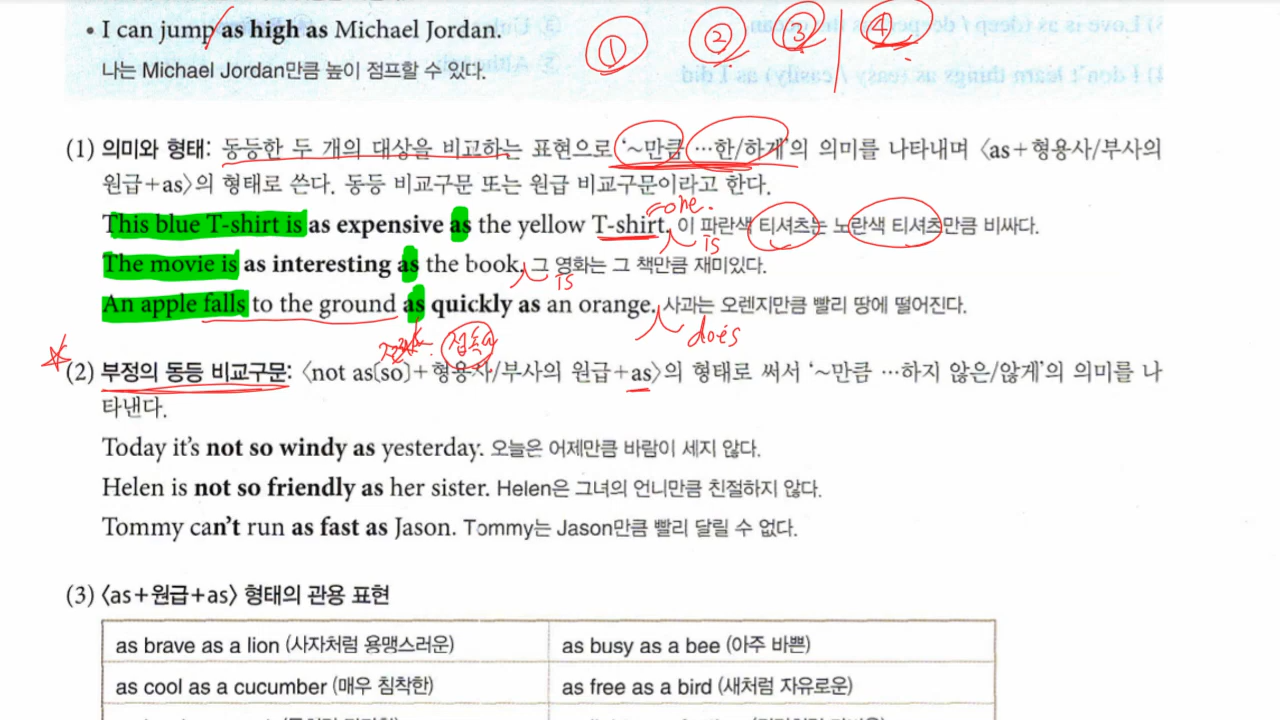 • I can jump as high as Michael Jordan.
나는 Michael Jordan만큼 높이 점프할 수 있다.
① ② ③ ④
(1) 의미와 형태: 동등한 두 개의 대상을 비교하는 표현으로 '~만큼 …한/하게'의 의미를 나타내며 〈as+형용사/부사의
원급+as〉의 형태로 쓴다. 동등 비교구문 또는 원급 비교구문이라고 한다.
one.
This blue T-shirt is as expensive as the yellow T-shirt. 이 파란색 티셔츠는 노란색 티셔츠만큼 비싸다.
is
The movie is as interesting as the book. 그 영화는 그 책만큼 재미있다.
is
An apple falls to the ground as quickly as an orange. 사과는 오렌지만큼 빨리 땅에 떨어진다.
does
접속사
(2) 부정의 동등 비교구문: 〈not as[so]+형용사/부사의 원급+as〉의 형태로 써서 '~만큼 …하지 않은/않게'의 의미를 나
타낸다.
Today it's not so windy as yesterday. 오늘은 어제만큼 바람이 세지 않다.
Helen is not so friendly as her sister. Helen은 그녀의 언니만큼 친절하지 않다.
Tommy can't run as fast as Jason. Tommy는 Jason만큼 빨리 달릴 수 없다.
(3) 〈as+원급+as〉 형태의 관용 표현
as brave as a lion (사자처럼 용맹스러운) as busy as a bee (아주 바쁜)
as cool as a cucumber (매우 침착한) as free as a bird (새처럼 자유로운)